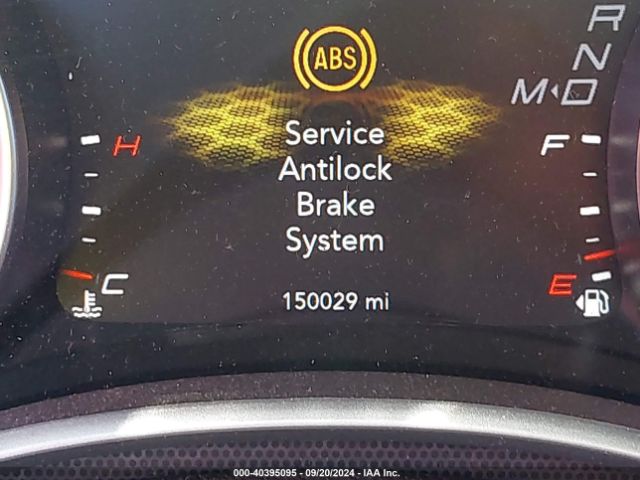 ABS
R
N
M D
Service
Antilock
Brake
System
H
F
C
E
150029 mi
000-40395095 - 09/20/2024 - IAA Inc.